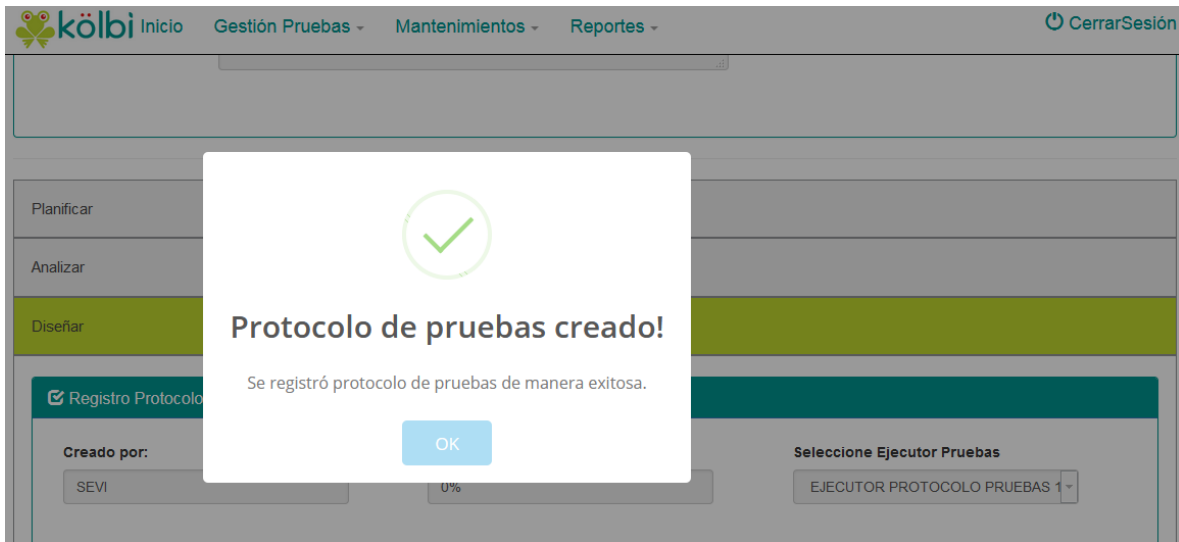 kölbi Inicio Gestión Pruebas Mantenimientos Reportes CerrarSesión
Planificar
Analizar
Diseñar
Protocolo de pruebas creado!
Se registró protocolo de pruebas de manera exitosa.
OK
Registro Protocolo
Creado por: Seleccione Ejecutor Pruebas
SEVI 0% EJECUTOR PROTOCOLO PRUEBAS 1